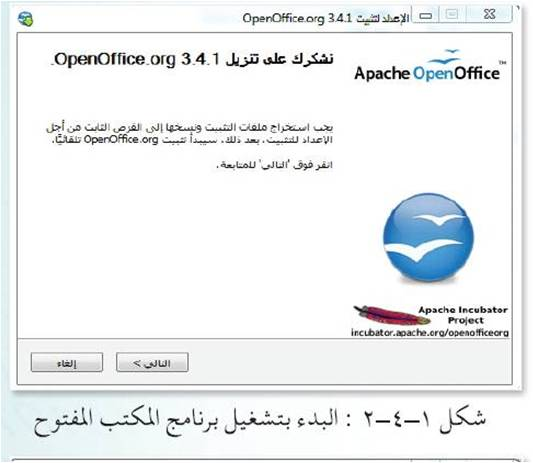 الإعداد لتثبيت OpenOffice.org 3.4.1
نشكرك على تنزيل OpenOffice.org 3.4.1.
Apache OpenOffice™
يجب استخراج ملفات التثبيت ونسخها إلى القرص الثابت من أجل
الإعداد للتثبيت. بعد ذلك، سيبدأ تثبيت OpenOffice.org تلقائيًا.
انقر فوق 'التالي' للمتابعة.
Apache Incubator
Project
incubator.apache.org/openofficeorg
التالي >
إلغاء
شكل ١-٤-٢ : البدء بتشغيل برنامج المكتب المفتوح